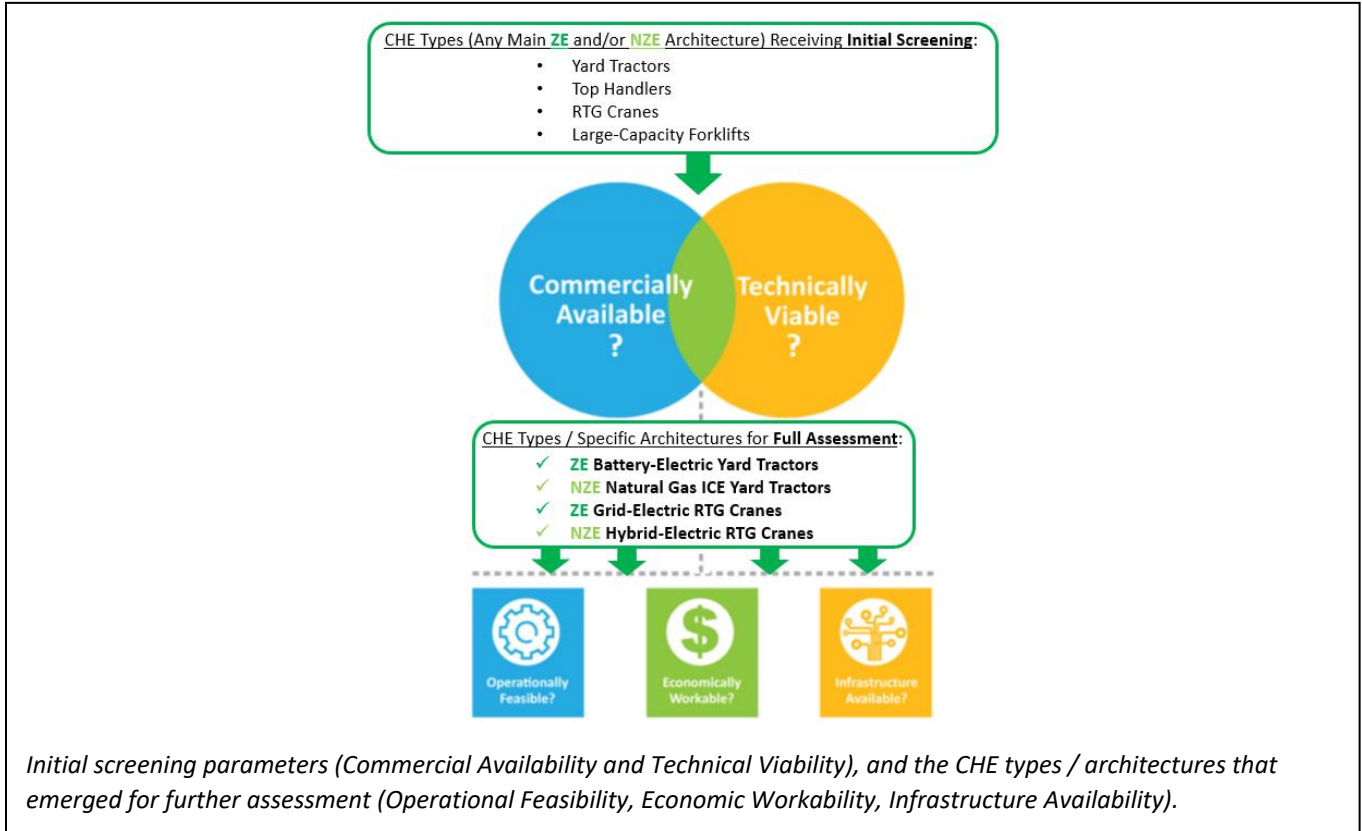 CHE Types (Any Main ZE and/or NZE Architecture) Receiving Initial Screening:
• Yard Tractors
• Top Handlers
• RTG Cranes
• Large-Capacity Forklifts
Commercially
Available
?
Technically
Viable
?
CHE Types / Specific Architectures for Full Assessment:
✓ ZE Battery-Electric Yard Tractors
✓ NZE Natural Gas ICE Yard Tractors
✓ ZE Grid-Electric RTG Cranes
✓ NZE Hybrid-Electric RTG Cranes
Operationally
Feasible?
$
Economically
Workable?
Infrastructure
Available?
Initial screening parameters (Commercial Availability and Technical Viability), and the CHE types / architectures that
emerged for further assessment (Operational Feasibility, Economic Workability, Infrastructure Availability).